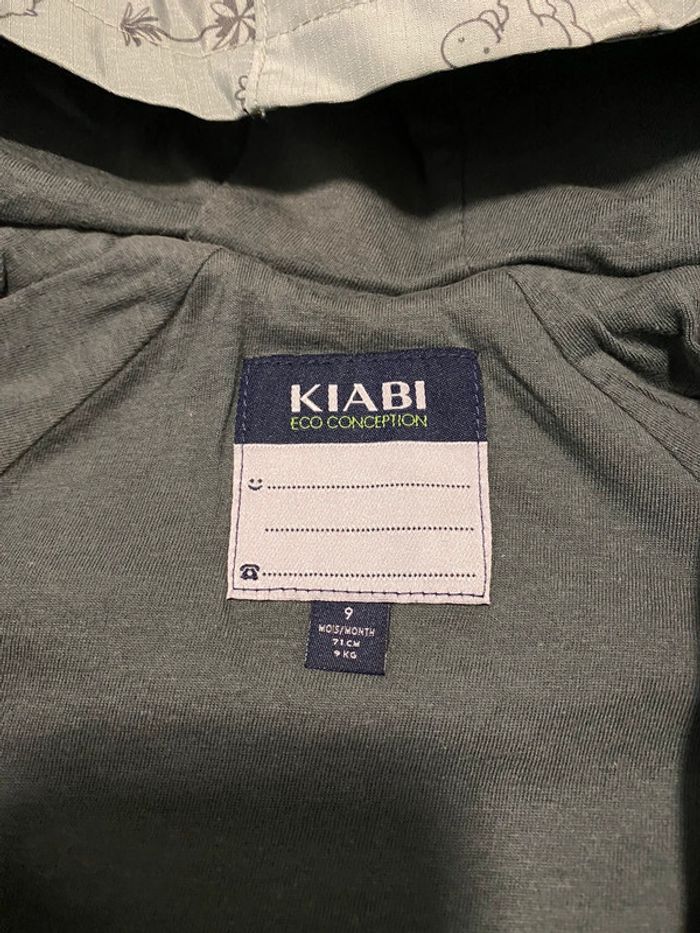 KIABI
ECO CONCEPTION
9
MOIS/MONTH
71 CM
9 KG